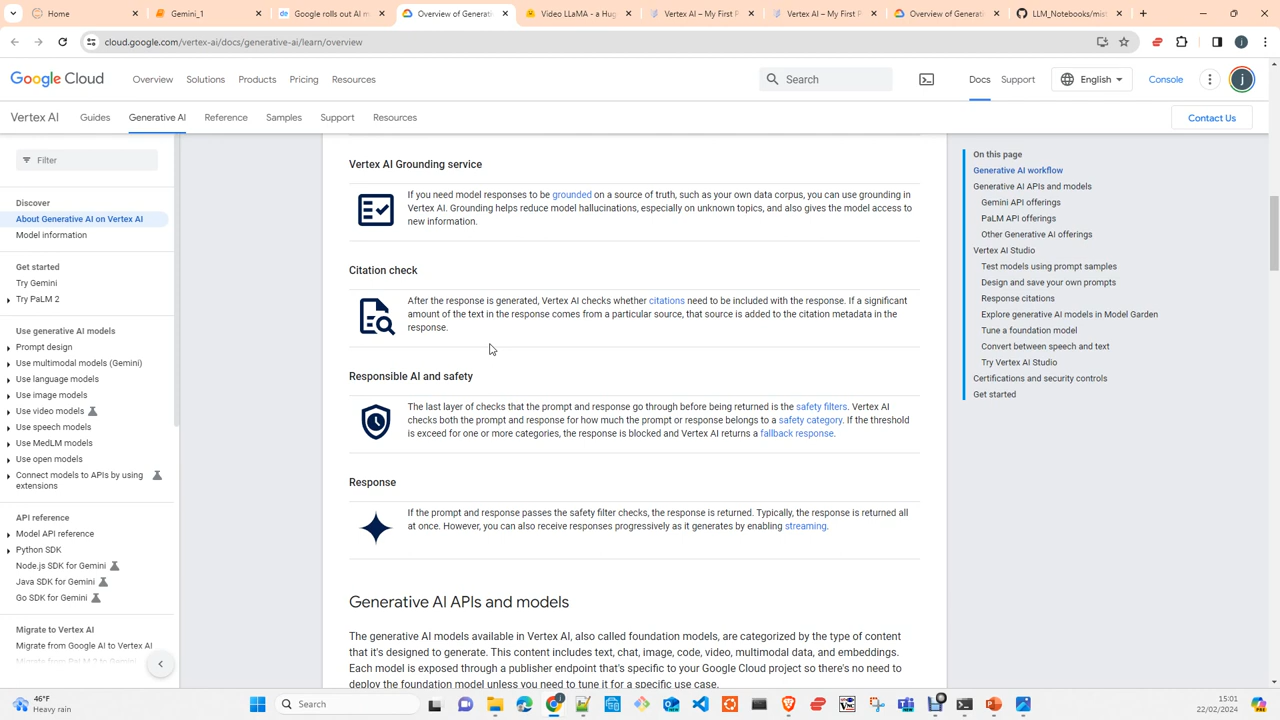 Home
Gemini_1
Google rolls out AI m
Overview of Generati
Video LLaMA - a Hug
Vertex AI – My First P
Vertex AI – My First P
Overview of Generati
LLM_Notebooks/mist
cloud.google.com/vertex-ai/docs/generative-ai/learn/overview
Google Cloud
Overview
Solutions
Products
Pricing
Resources
Search
Docs
Support
English
Console
j
Vertex AI
Guides
Generative AI
Reference
Samples
Support
Resources
Contact Us
Filter
Discover
About Generative AI on Vertex AI
Model information
Get started
Try Gemini
Try PaLM 2
Use generative AI models
Prompt design
Use multimodal models (Gemini)
Use language models
Use image models
Use video models
Use speech models
Use MedLM models
Use open models
Connect models to APIs by using
extensions
API reference
Model API reference
Python SDK
Node.js SDK for Gemini
Java SDK for Gemini
Go SDK for Gemini
Migrate to Vertex AI
Migrate from Google AI to Vertex AI
Migrate from PaLM 2 to Gemini
Vertex AI Grounding service
If you need model responses to be grounded on a source of truth, such as your own data corpus, you can use grounding in
Vertex AI. Grounding helps reduce model hallucinations, especially on unknown topics, and also gives the model access to
new information.
Citation check
After the response is generated, Vertex AI checks whether citations need to be included with the response. If a significant
amount of the text in the response comes from a particular source, that source is added to the citation metadata in the
response.
Responsible AI and safety
The last layer of checks that the prompt and response go through before being returned is the safety filters. Vertex AI
checks both the prompt and response for how much the prompt or response belongs to a safety category. If the threshold
is exceed for one or more categories, the response is blocked and Vertex AI returns a fallback response.
Response
If the prompt and response passes the safety filter checks, the response is returned. Typically, the response is returned all
at once. However, you can also receive responses progressively as it generates by enabling streaming.
Generative AI APIs and models
The generative AI models available in Vertex AI, also called foundation models, are categorized by the type of content
that it's designed to generate. This content includes text, chat, image, code, video, multimodal data, and embeddings.
Each model is exposed through a publisher endpoint that's specific to your Google Cloud project so there's no need to
deploy the foundation model unless you need to tune it for a specific use case.
On this page
Generative AI workflow
Generative AI APIs and models
Gemini API offerings
PaLM API offerings
Other Generative AI offerings
Vertex AI Studio
Test models using prompt samples
Design and save your own prompts
Response citations
Explore generative AI models in Model Garden
Tune a foundation model
Convert between speech and text
Try Vertex AI Studio
Certifications and security controls
Get started
46°F
Heavy rain
Search
15:01
22/02/2024